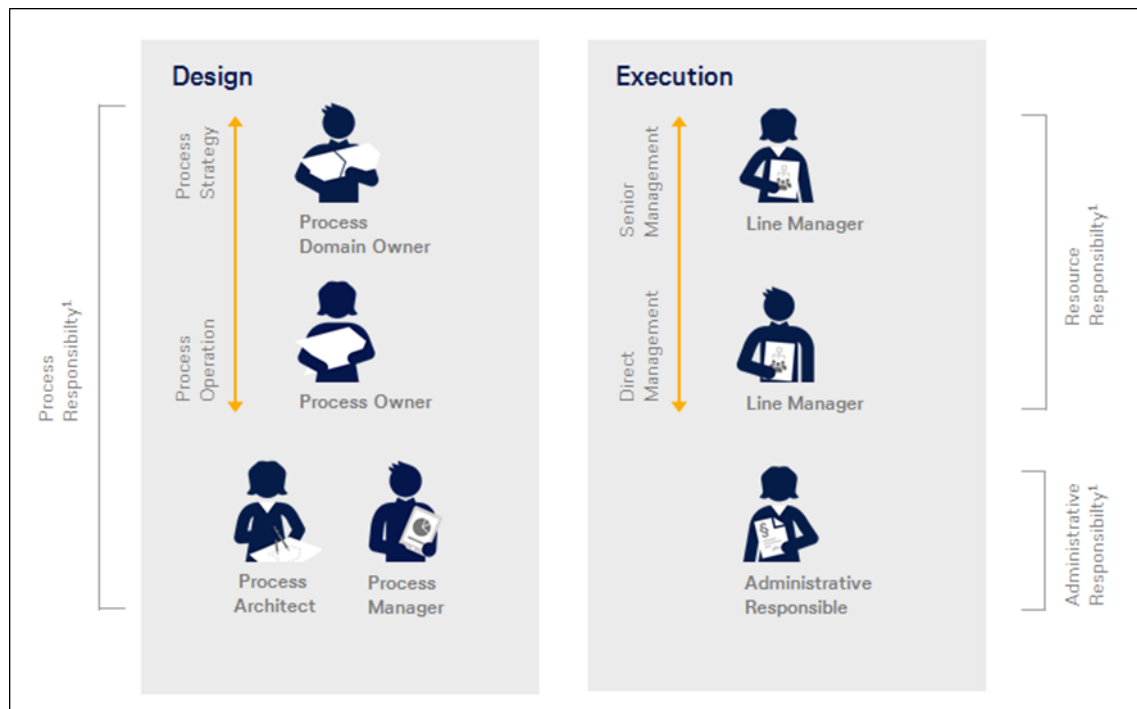 Design
Process
Strategy
Process
Domain Owner
Process
Operation
Process Owner
Process
Architect
Process
Manager
Process
Responsibilty¹
Execution
Senior
Management
Line Manager
Direct
Management
Line Manager
§
Administrative
Responsible
Resource
Responsibilty¹
Administrative
Responsibilty¹